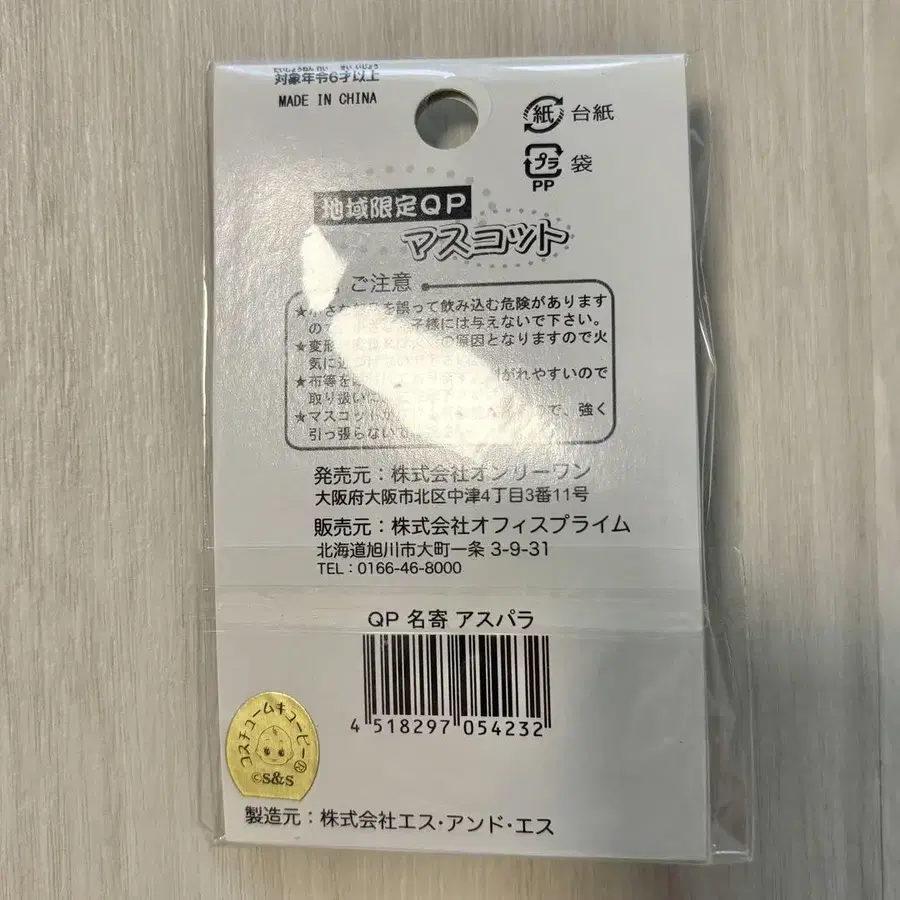 対象年令6才以上
MADE IN CHINA
紙 台紙
プラ 袋
PP
地域限定QP
マスコット
ご注意
を誤って飲み込む危険があります
子様には与えないで下さい。
★変形 原因となりますので火
気に
★布等を がれやすいので
取り扱いに
★マスコットが ので、強く
引っ張らないで
発売元：株式会社オンリーワン
大阪府大阪市北区中津4丁目3番11号
販売元：株式会社オフィスプライム
北海道旭川市大町一条 3-9-31
TEL：0166-46-8000
QP 名寄 アスパラ
4 518297 054232
コスチュームキューピー
©S&S
製造元：株式会社エス・アンド・エス